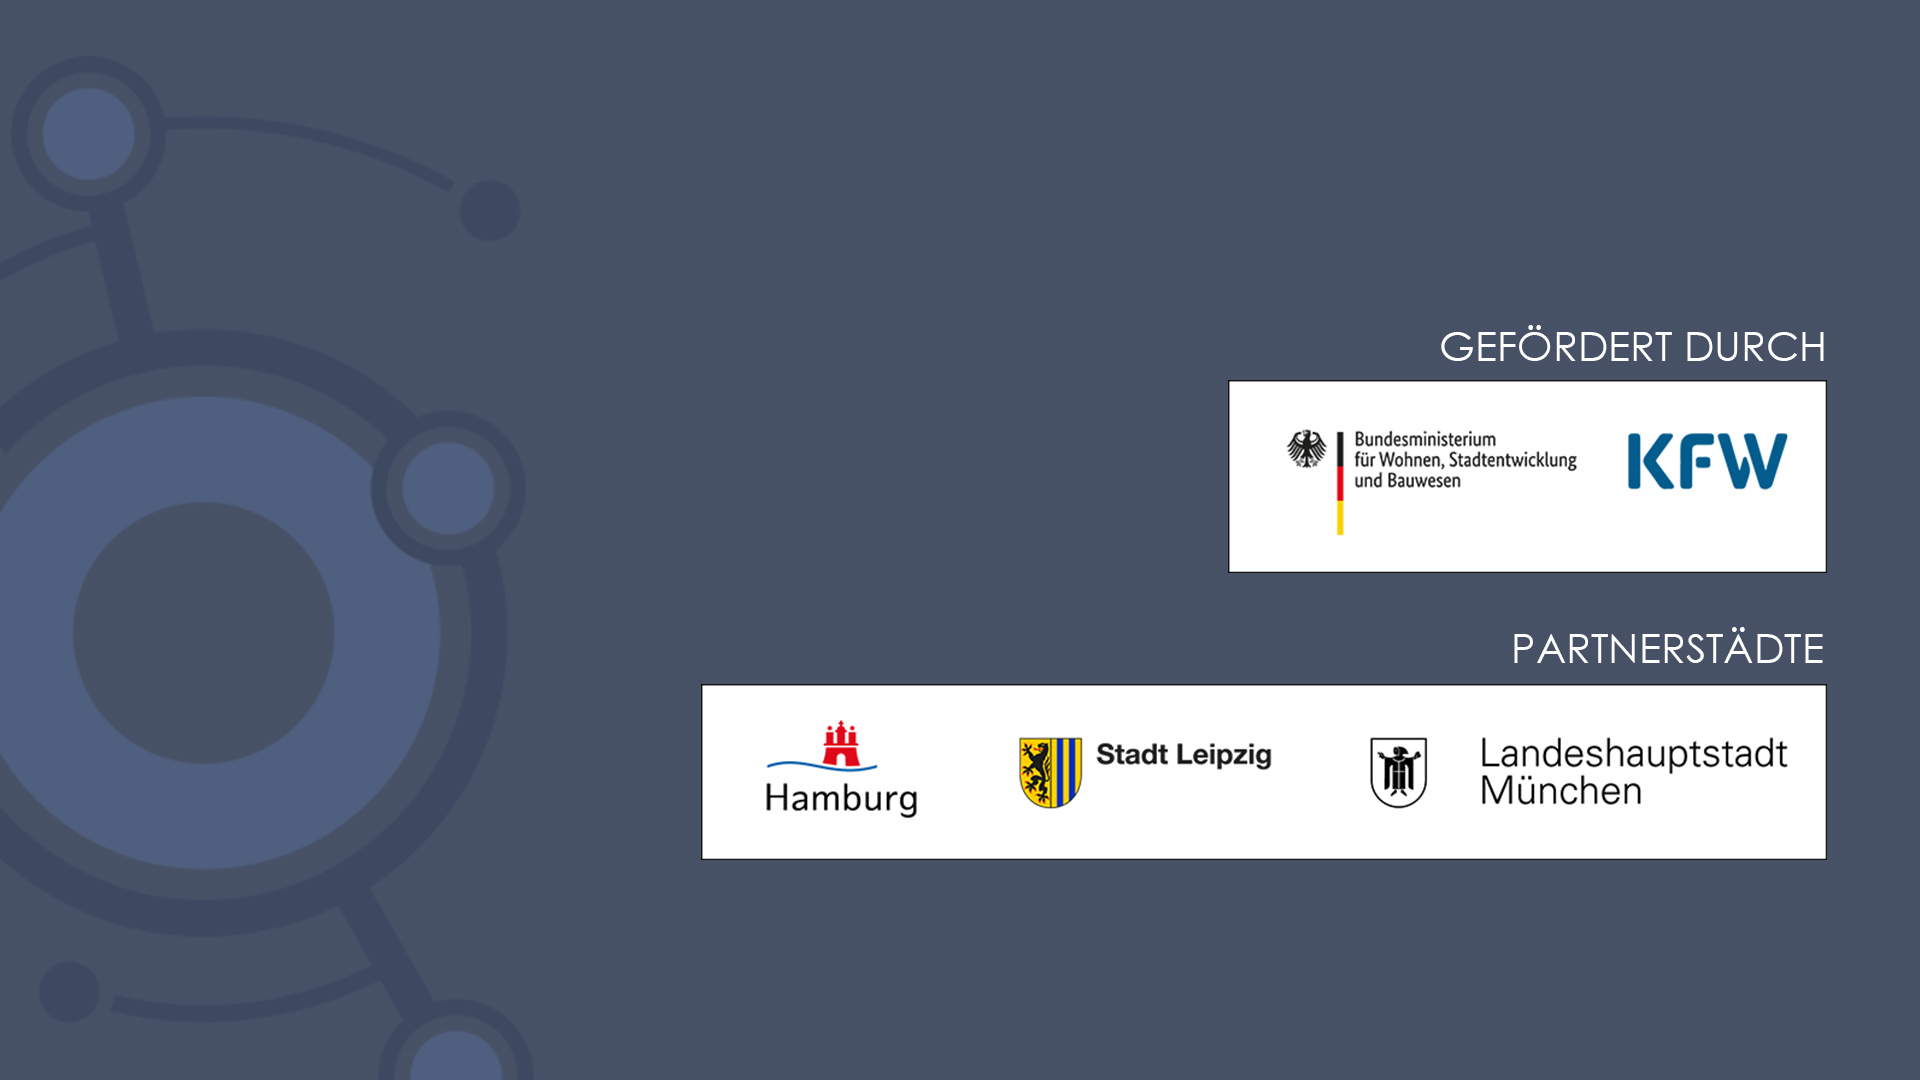 GEFÖRDERT DURCH
Bundesministerium
für Wohnen, Stadtentwicklung
und Bauwesen
KFW
PARTNERSTÄDTE
Hamburg
Stadt Leipzig
Landeshauptstadt
München